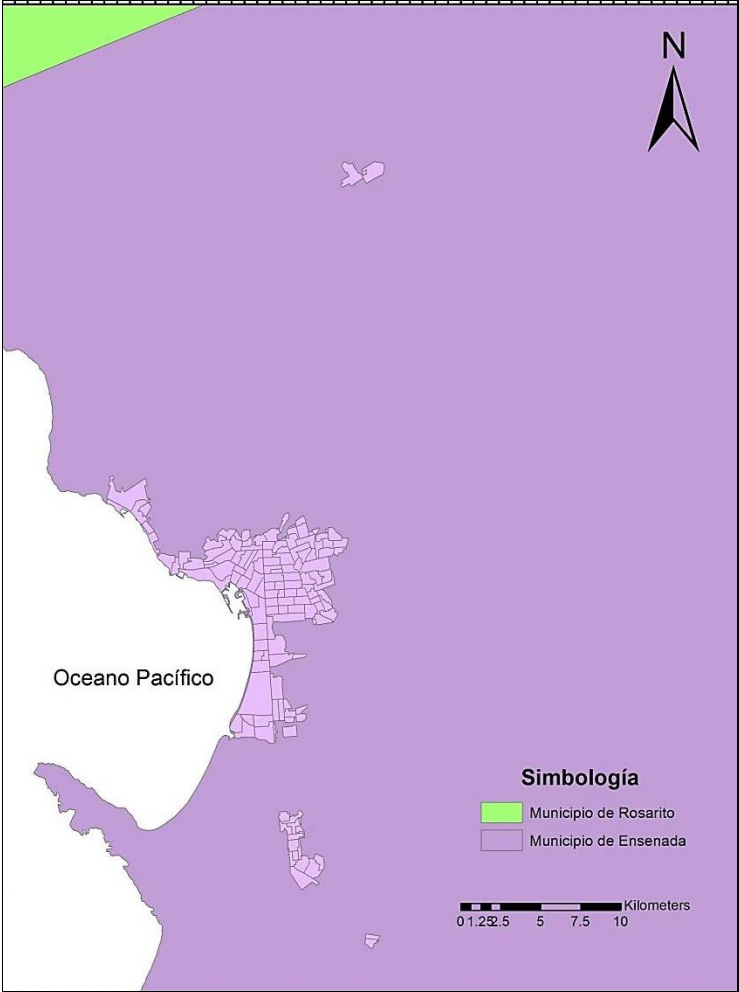 N
Oceano Pacífico
Simbología
Municipio de Rosarito
Municipio de Ensenada
Kilometers
0 1.25 2.5 5 7.5 10